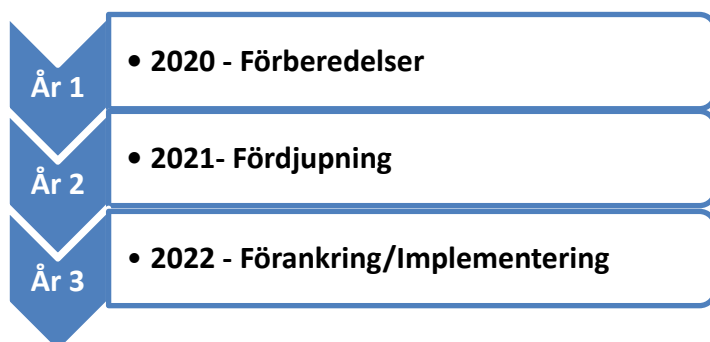 År 1
• 2020 - Förberedelser
År 2
• 2021- Fördjupning
År 3
• 2022 - Förankring/Implementering